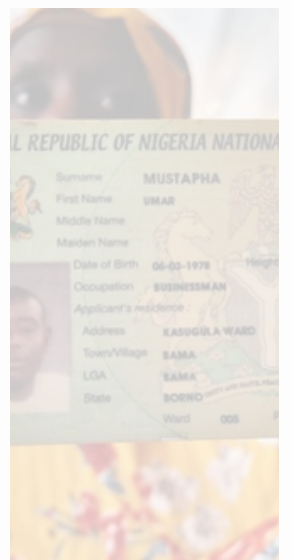 L REPUBLIC OF NIGERIA NATIONA
Surname MUSTAPHA
First Name UMAR
Middle Name
Maiden Name
Date of Birth 06-03-1978 Height
Occupation BUSINESSMAN
Applicant's residence :
Address KASUGULA WARD
Town/Village BAMA
LGA BAMA
State BORNO
Ward 005